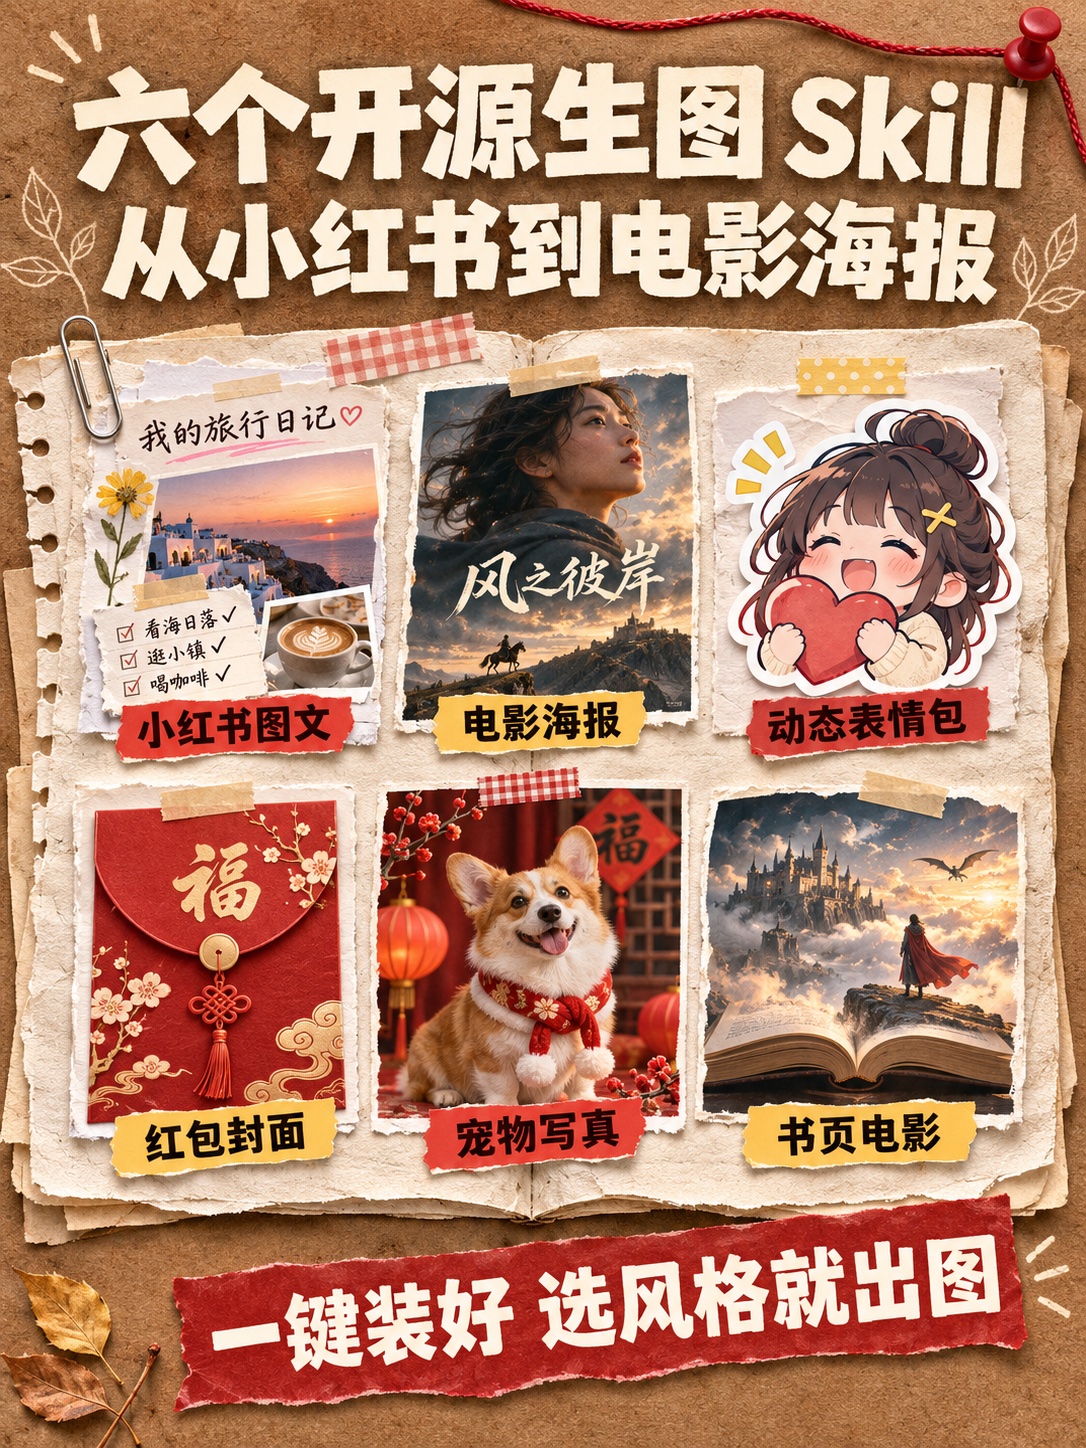 六个开源生图 Skill
从小红书到电影海报
我的旅行日记♡
看海日落✓
逛小镇✓
喝咖啡✓
小红书图文
风之彼岸
电影海报
动态表情包
福
红包封面
福
宠物写真
书页电影
一键装好 选风格就出图